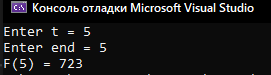 Консоль отладки Microsoft Visual Studio
Enter t = 5
Enter end = 5
F(5) = 723